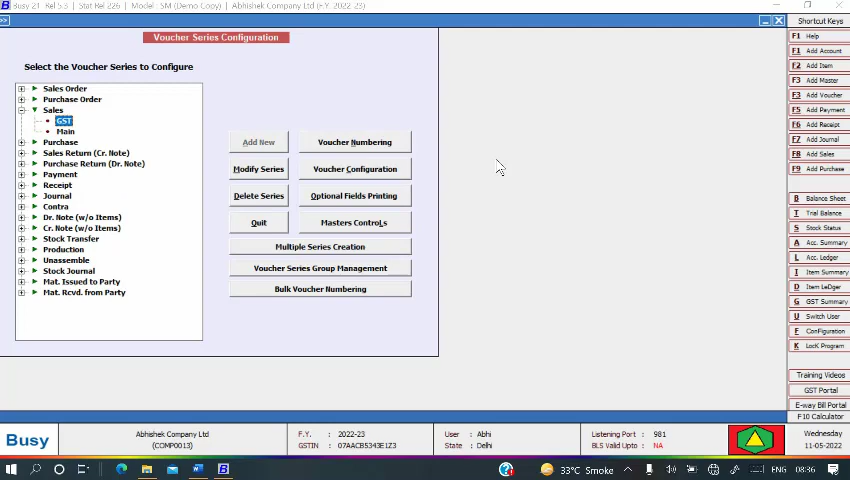 Busy 21 Rel 5.3 | Stat Rel 226 | Model : SM (Demo Copy) | Abhishek Company Ltd (F.Y. 2022-23)
>>
Shortcut Keys
Voucher Series Configuration
Select the Voucher Series to Configure
Sales Order
Purchase Order
Sales
GST
Main
Purchase
Sales Return (Cr. Note)
Purchase Return (Dr. Note)
Payment
Receipt
Journal
Contra
Dr. Note (w/o Items)
Cr. Note (w/o Items)
Stock Transfer
Production
Unassemble
Stock Journal
Mat. Issued to Party
Mat. Rcvd. from Party
Add New
Voucher Numbering
Modify Series
Voucher Configuration
Delete Series
Optional Fields Printing
Quit
Masters ControLs
Multiple Series Creation
Voucher Series Group Management
Bulk Voucher Numbering
F1 Help
F1 Add Account
F2 Add Item
F3 Add Master
F3 Add Voucher
F5 Add Payment
F6 Add Receipt
F7 Add Journal
F8 Add Sales
F9 Add Purchase
B Balance Sheet
T Trial Balance
S Stock Status
A Acc. Summary
L Acc. Ledger
I Item Summary
D Item LeDger
G GST Summary
U Switch User
F ConFiguration
K LocK Program
Training Videos
GST Portal
E-way Bill Portal
F10 Calculator
Busy
Abhishek Company Ltd
(COMP0013)
F.Y. : 2022-23
GSTIN : 07AACB5343E1Z3
User : Abhi
State : Delhi
Listening Port : 981
BLS Valid Upto : NA
Wednesday
11-05-2022
33°C Smoke
ENG
08:36